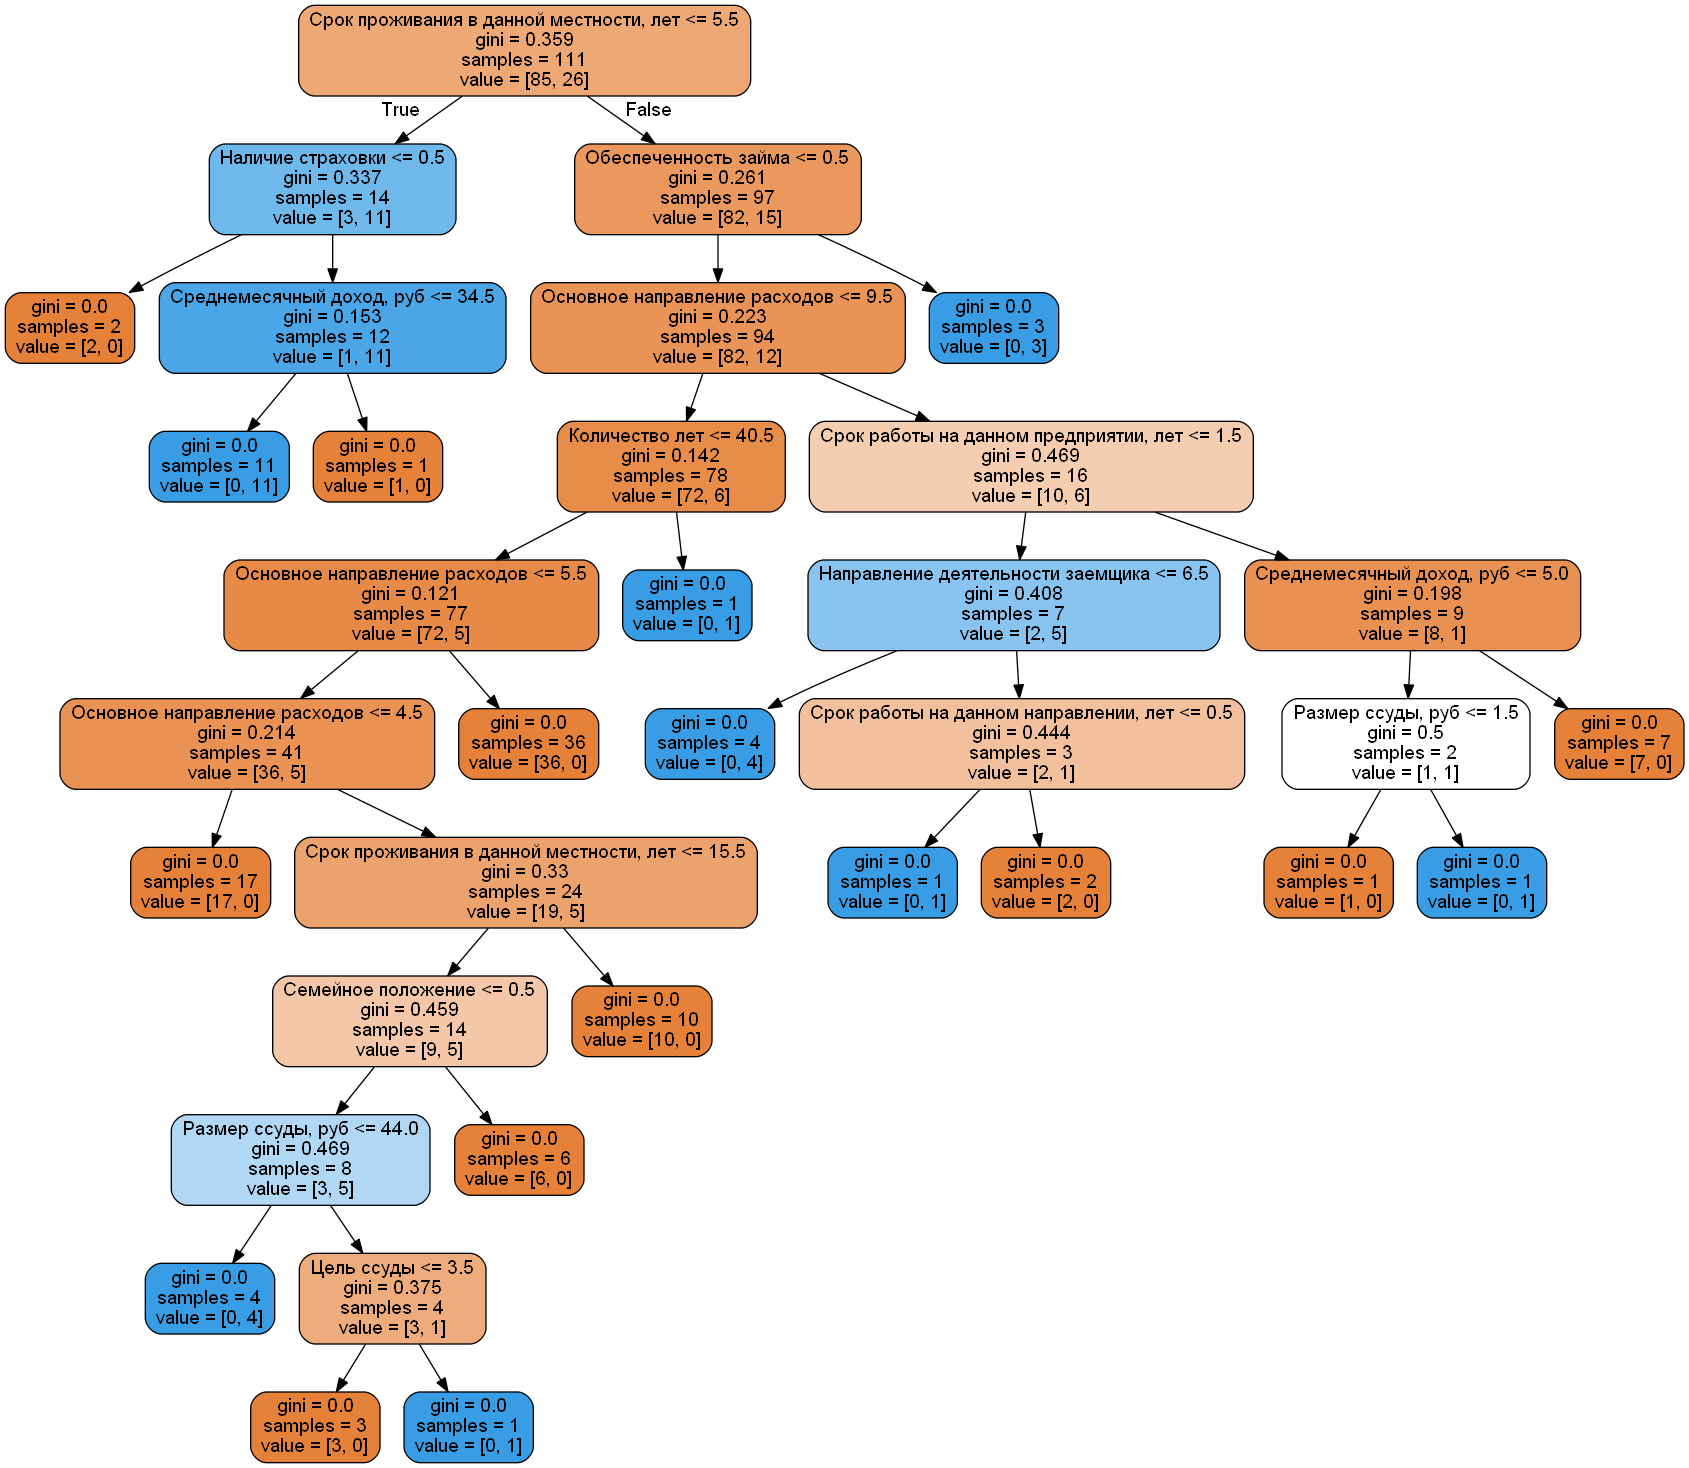 Срок проживания в данной местности, лет <= 5.5
gini = 0.359
samples = 111
value = [85, 26]
True
False
Наличие страховки <= 0.5
gini = 0.337
samples = 14
value = [3, 11]
Обеспеченность займа <= 0.5
gini = 0.261
samples = 97
value = [82, 15]
gini = 0.0
samples = 2
value = [2, 0]
Среднемесячный доход, руб <= 34.5
gini = 0.153
samples = 12
value = [1, 11]
Основное направление расходов <= 9.5
gini = 0.223
samples = 94
value = [82, 12]
gini = 0.0
samples = 3
value = [0, 3]
gini = 0.0
samples = 11
value = [0, 11]
gini = 0.0
samples = 1
value = [1, 0]
Количество лет <= 40.5
gini = 0.142
samples = 78
value = [72, 6]
Срок работы на данном предприятии, лет <= 1.5
gini = 0.469
samples = 16
value = [10, 6]
Основное направление расходов <= 5.5
gini = 0.121
samples = 77
value = [72, 5]
gini = 0.0
samples = 1
value = [0, 1]
Направление деятельности заемщика <= 6.5
gini = 0.408
samples = 7
value = [2, 5]
Среднемесячный доход, руб <= 5.0
gini = 0.198
samples = 9
value = [8, 1]
Основное направление расходов <= 4.5
gini = 0.214
samples = 41
value = [36, 5]
gini = 0.0
samples = 36
value = [36, 0]
gini = 0.0
samples = 4
value = [0, 4]
Срок работы на данном направлении, лет <= 0.5
gini = 0.444
samples = 3
value = [2, 1]
Размер ссуды, руб <= 1.5
gini = 0.5
samples = 2
value = [1, 1]
gini = 0.0
samples = 7
value = [7, 0]
gini = 0.0
samples = 17
value = [17, 0]
Срок проживания в данной местности, лет <= 15.5
gini = 0.33
samples = 24
value = [19, 5]
gini = 0.0
samples = 1
value = [0, 1]
gini = 0.0
samples = 2
value = [2, 0]
gini = 0.0
samples = 1
value = [1, 0]
gini = 0.0
samples = 1
value = [0, 1]
Семейное положение <= 0.5
gini = 0.459
samples = 14
value = [9, 5]
gini = 0.0
samples = 10
value = [10, 0]
Размер ссуды, руб <= 44.0
gini = 0.469
samples = 8
value = [3, 5]
gini = 0.0
samples = 6
value = [6, 0]
gini = 0.0
samples = 4
value = [0, 4]
Цель ссуды <= 3.5
gini = 0.375
samples = 4
value = [3, 1]
gini = 0.0
samples = 3
value = [3, 0]
gini = 0.0
samples = 1
value = [0, 1]